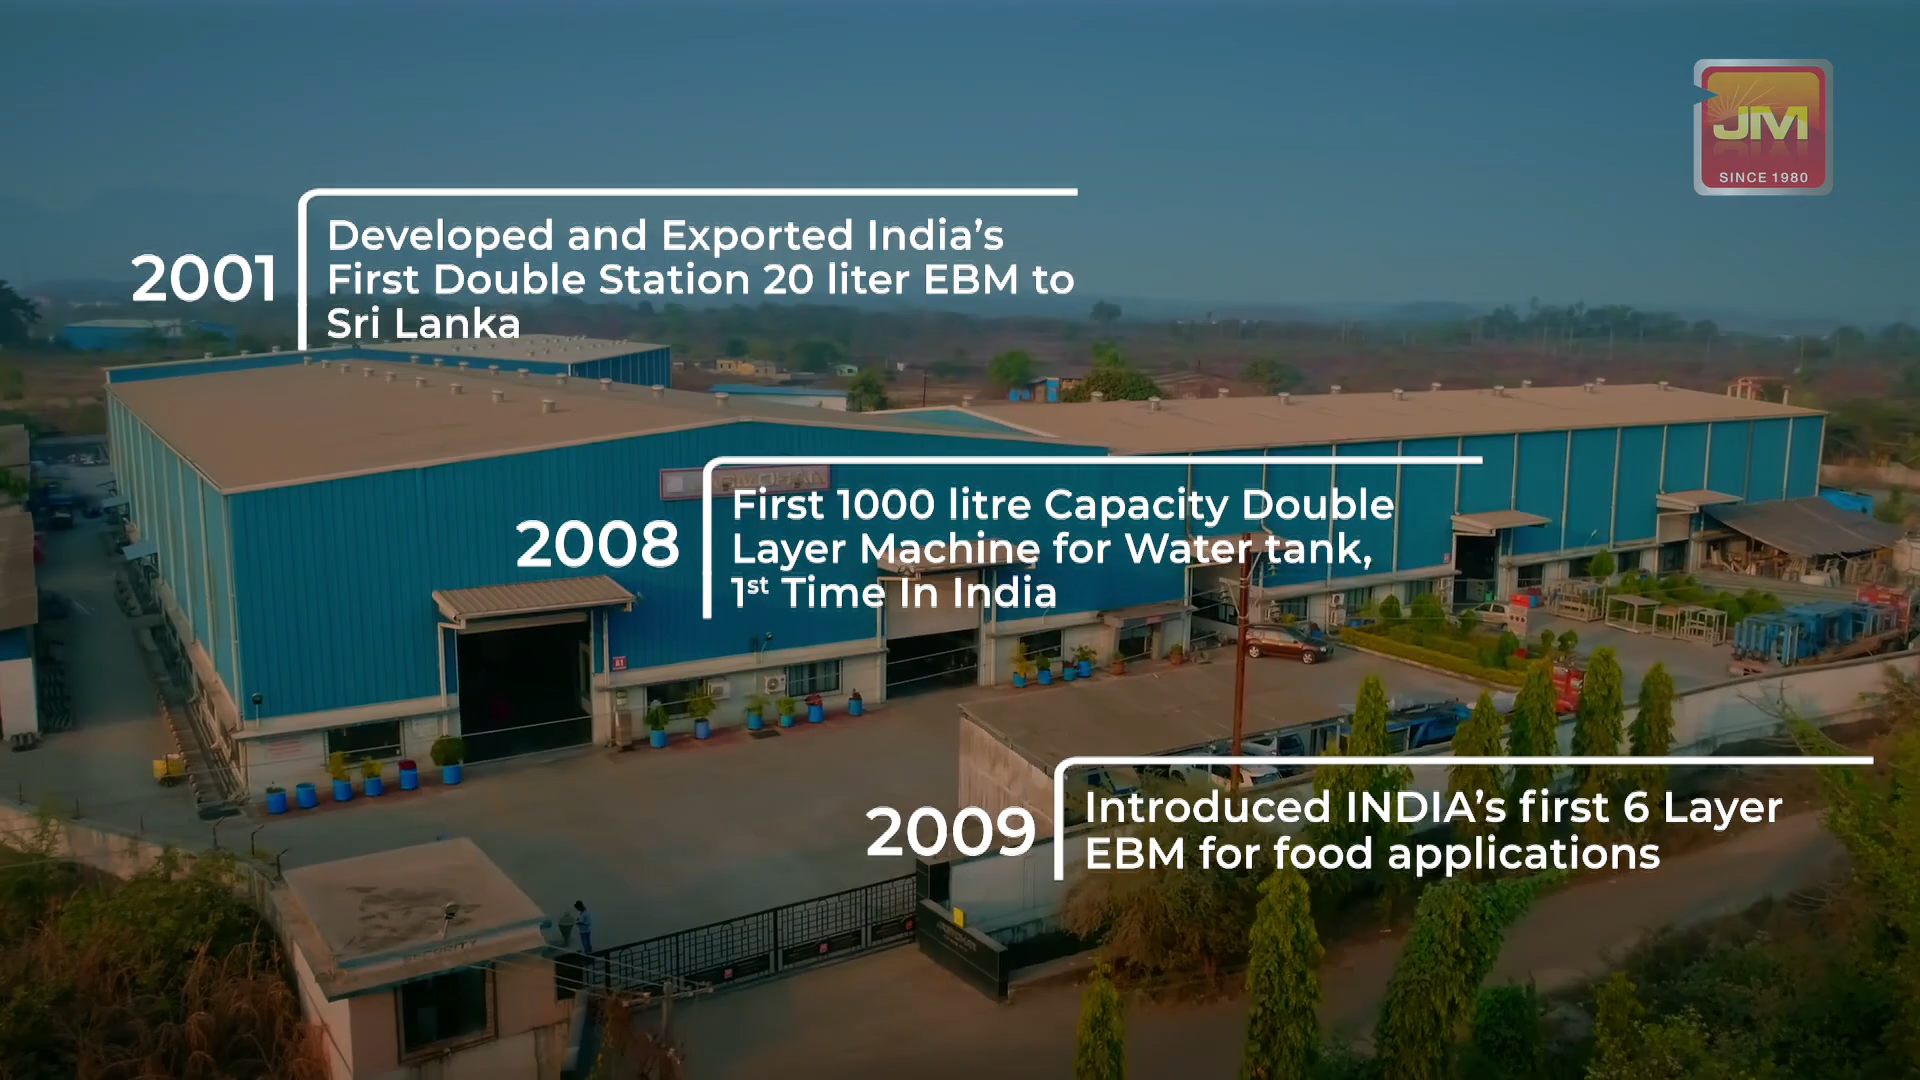 JM
SINCE 1980
2001
Developed and Exported India’s
First Double Station 20 liter EBM to
Sri Lanka
2008
First 1000 litre Capacity Double
Layer Machine for Water tank,
1st Time In India
2009
Introduced INDIA’s first 6 Layer
EBM for food applications
SECURITY